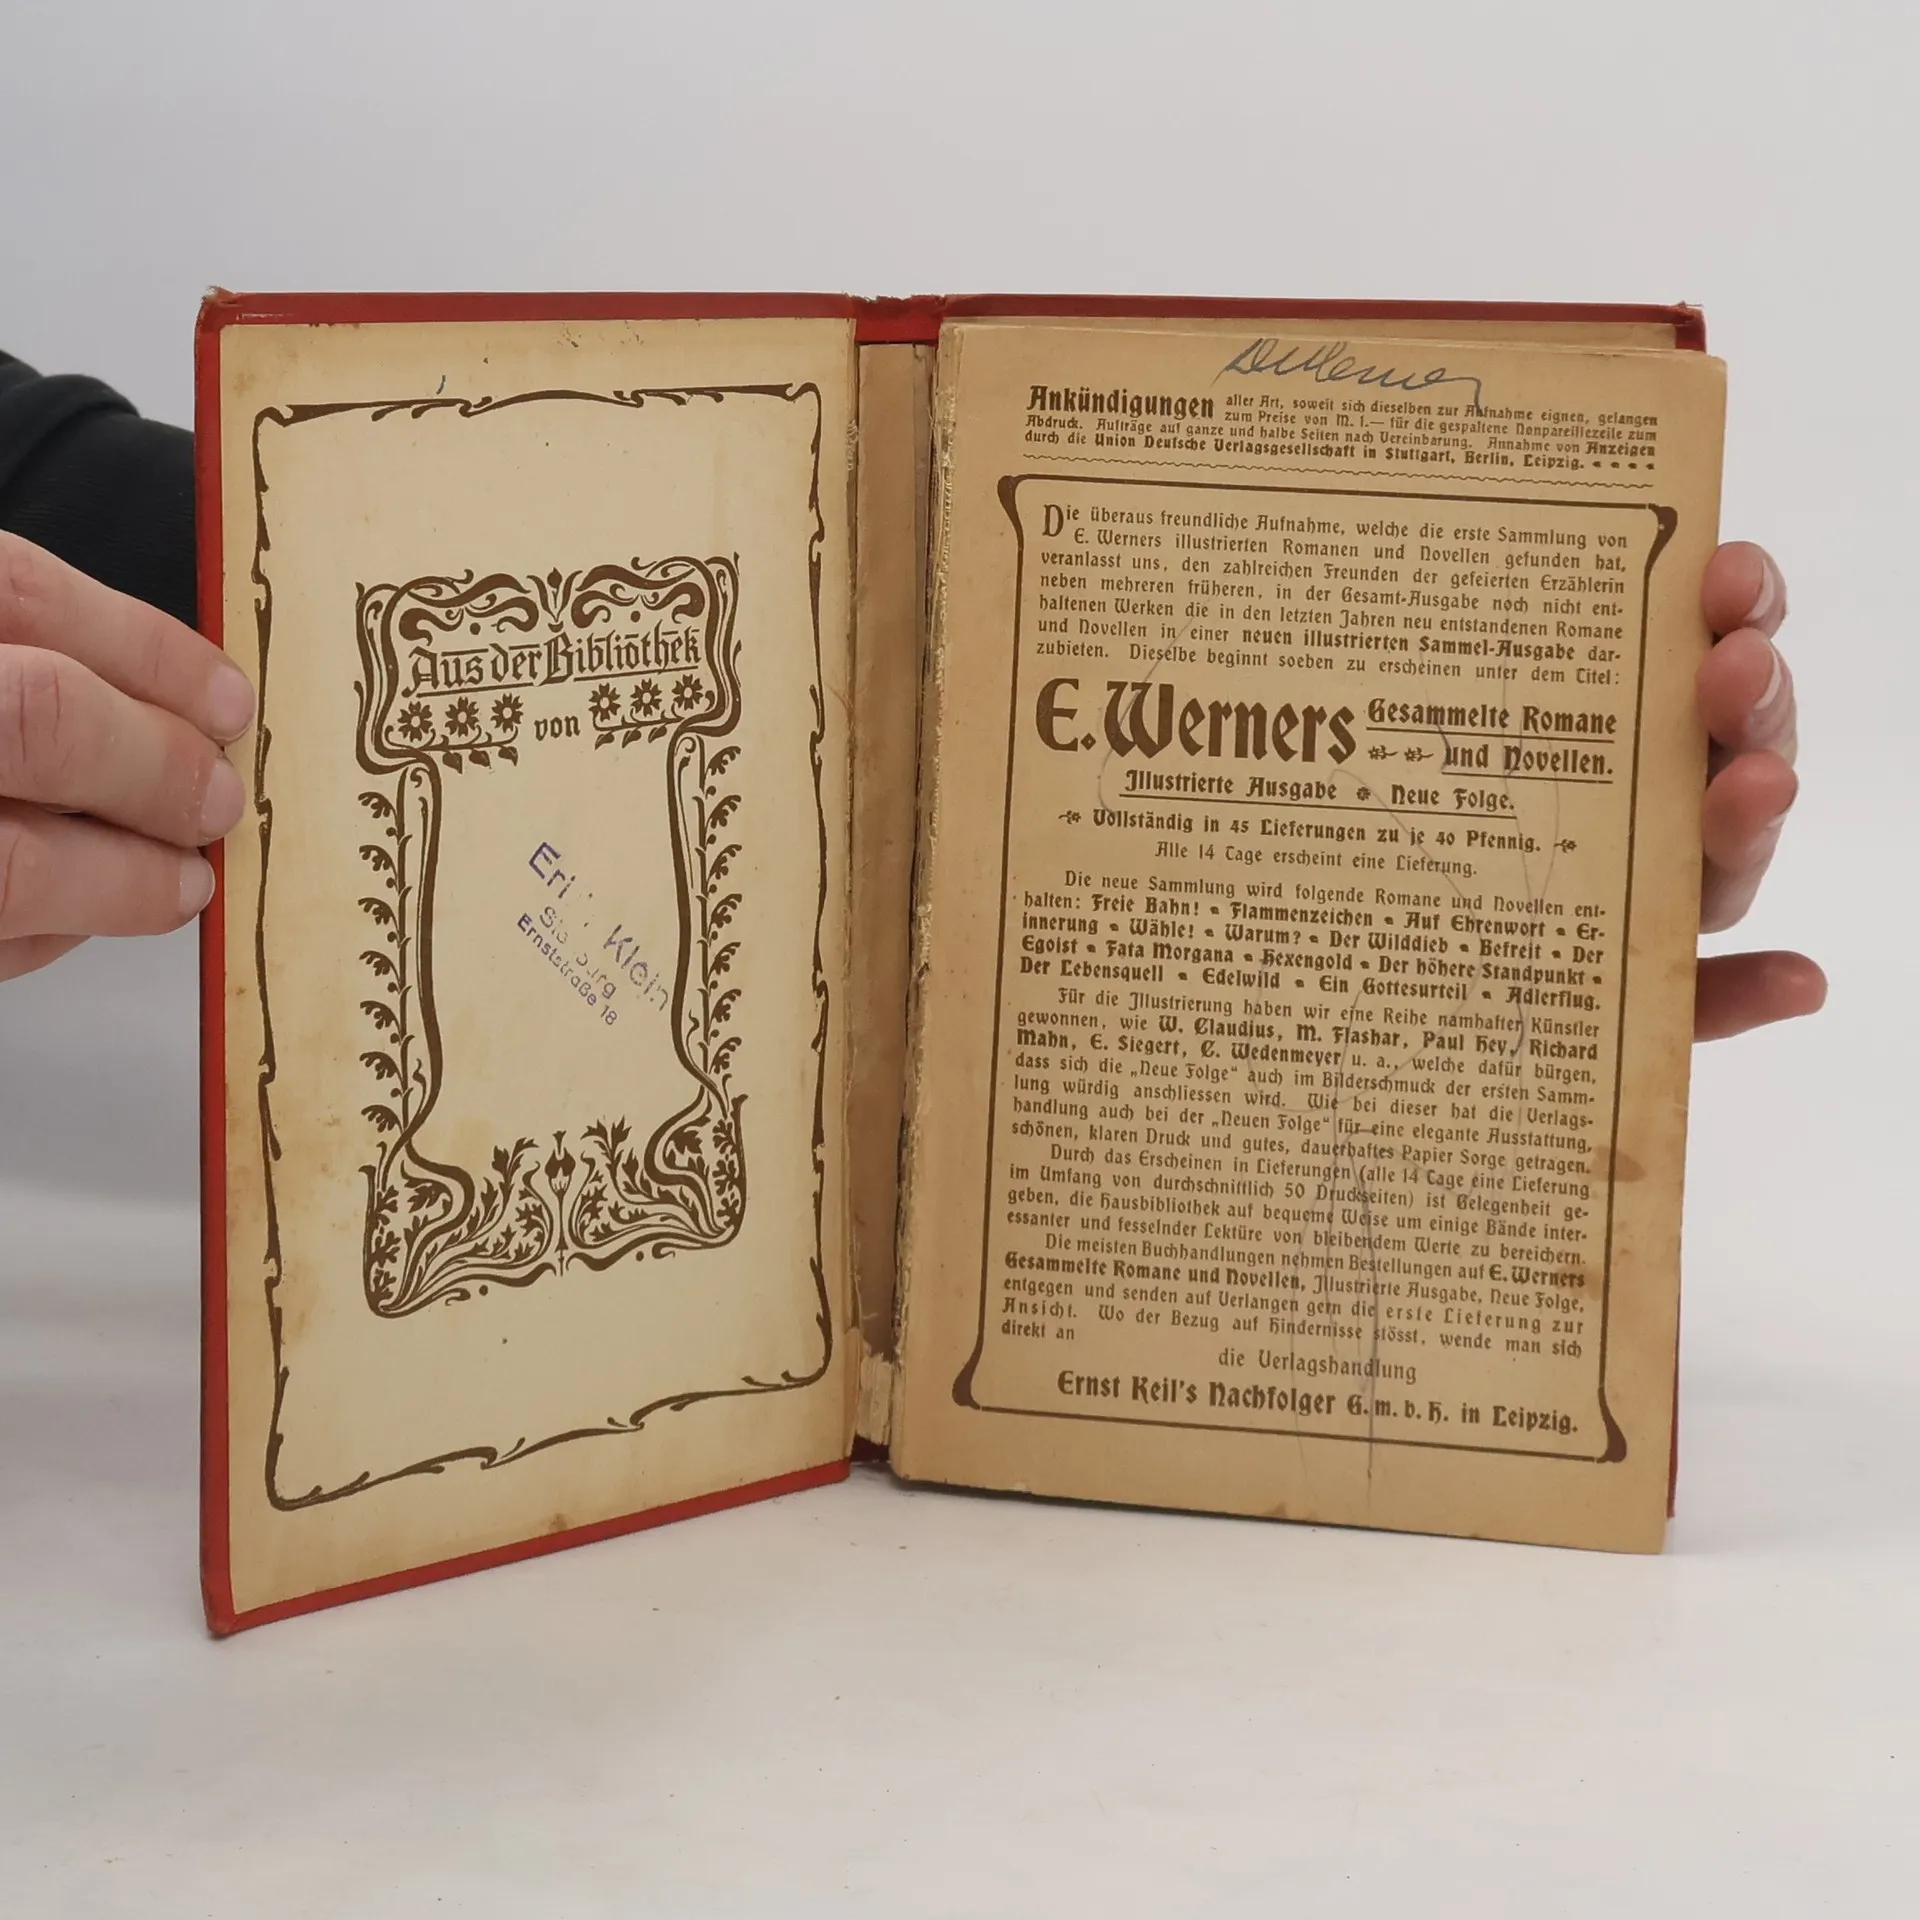 Aus der Bibliothek
von
Klein
Ernststraße 18
Ankündigungen aller Art, soweit sich dieselben zur Aufnahme eignen, gelangen
zum Preise von M. 1.— für die gespaltene Nonpareillezeile zum
Abdruck. Aufträge auf ganze und halbe Seiten nach Vereinbarung. Annahme von Anzeigen
durch die Union Deutsche Verlagsgesellschaft in Stuttgart, Berlin, Leipzig.
Die überaus freundliche Aufnahme, welche die erste Sammlung von
E. Werners illustrierten Romanen und Novellen gefunden hat,
veranlasst uns, den zahlreichen Freunden der gefeierten Erzählerin
neben mehreren früheren, in der Gesamt-Ausgabe noch nicht ent-
haltenen Werken die in den letzten Jahren neu entstandenen Romane
und Novellen in einer neuen illustrierten Sammel-Ausgabe dar-
zubieten. Dieselbe beginnt soeben zu erscheinen unter dem Titel:
E. Werners Gesammelte Romane
und Novellen.
Illustrierte Ausgabe Neue Folge.
Vollständig in 45 Lieferungen zu je 40 Pfennig.
Alle 14 Tage erscheint eine Lieferung.
Die neue Sammlung wird folgende Romane und Novellen ent-
halten: Freie Bahn! • Flammenzeichen • Auf Ehrenwort • Er-
innerung • Wähle! • Warum? • Der Wilddieb • Befreit • Der
Egoist • Fata Morgana • Hexengold • Der höhere Standpunkt •
Der Lebensquell • Edelwild • Ein Gottesurteil • Adlerflug.
Für die Illustrierung haben wir eine Reihe namhafter Künstler
gewonnen, wie W. Claudius, M. Flashar, Paul Hey, Richard
Mahn, E. Siegert, C. Wedenmeyer u. a., welche dafür bürgen,
dass sich die „Neue Folge“ auch im Bilderschmuck der ersten Samm-
lung würdig anschliessen wird. Wie bei dieser hat die Verlags-
handlung auch bei der „Neuen Folge“ für eine elegante Ausstattung,
schönen, klaren Druck und gutes, dauerhaftes Papier Sorge getragen.
Durch das Erscheinen in Lieferungen (alle 14 Tage eine Lieferung
im Umfang von durchschnittlich 50 Druckseiten) ist Gelegenheit ge-
geben, die Hausbibliothek auf bequeme Weise um einige Bände inter-
essanter und fesselnder Lektüre von bleibendem Werte zu bereichern.
Die meisten Buchhandlungen nehmen Bestellungen auf E. Werners
Gesammelte Romane und Novellen, Illustrierte Ausgabe, Neue Folge,
entgegen und senden auf Verlangen gern die erste Lieferung zur
Ansicht. Wo der Bezug auf Hindernisse stösst, wende man sich
direkt an
die Verlagshandlung
Ernst Keil's Nachfolger G. m. b. H. in Leipzig.